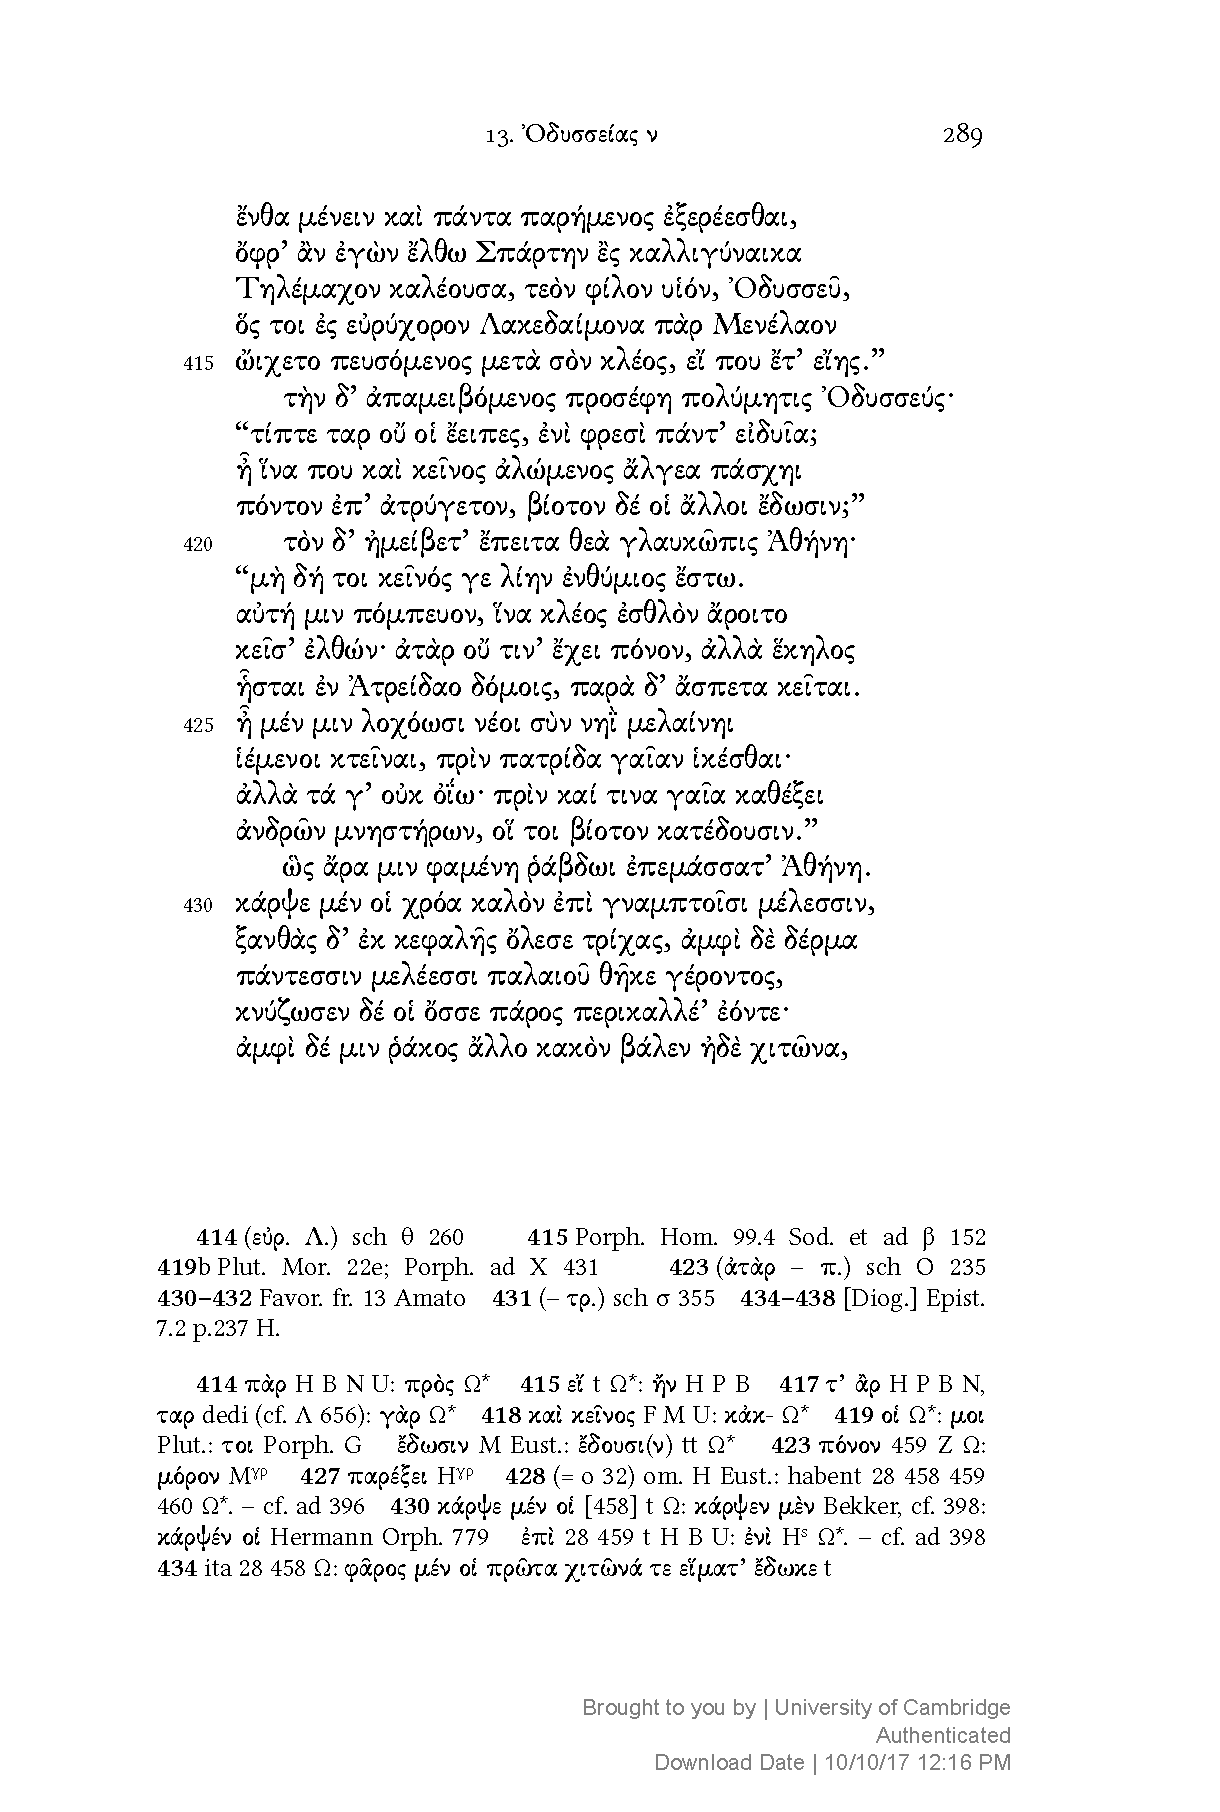 13. Ὀδυσσείας ν 289
ἔνθα μένειν καὶ πάντα παρήμενος ἐξερέεσθαι,
ὄφρ’ ἂν ἐγὼν ἔλθω Σπάρτην ἒς καλλιγύναικα
Τηλέμαχον καλέουσα, τεὸν φίλον υἱόν, Ὀδυσσεῦ,
ὅς τοι ἐς εὐρύχορον Λακεδαίμονα πὰρ Μενέλαον
415 ὤιχετο πευσόμενος μετὰ σὸν κλέος, εἴ που ἔτ’ εἴης.”
τὴν δ’ ἀπαμειβόμενος προσέφη πολύμητις Ὀδυσσεύς·
“τίπτε ταρ οὔ οἱ ἔειπες, ἐνὶ φρεσὶ πάντ’ εἰδυῖα;
ἦ ἵνα που καὶ κεῖνος ἀλώμενος ἄλγεα πάσχηι
πόντον ἐπ’ ἀτρύγετον, βίοτον δέ οἱ ἄλλοι ἔδωσιν;”
420 τὸν δ’ ἠμείβετ’ ἔπειτα θεὰ γλαυκῶπις Ἀθήνη·
“μὴ δή τοι κεῖνός γε λίην ἐνθύμιος ἔστω.
αὐτή μιν πόμπευον, ἵνα κλέος ἐσθλὸν ἄροιτο
κεῖσ’ ἐλθών· ἀτὰρ οὔ τιν’ ἔχει πόνον, ἀλλὰ ἕκηλος
ἧσται ἐν Ἀτρείδαο δόμοις, παρὰ δ’ ἄσπετα κεῖται.
425 ἦ μέν μιν λοχόωσι νέοι σὺν νηῒ μελαίνηι
ἱέμενοι κτεῖναι, πρὶν πατρίδα γαῖαν ἱκέσθαι·
ἀλλὰ τά γ’ οὐκ ὀΐω· πρὶν καί τινα γαῖα καθέξει
ἀνδρῶν μνηστήρων, οἵ τοι βίοτον κατέδουσιν.”
ὣς ἄρα μιν φαμένη ῥάβδωι ἐπεμάσσατ’ Ἀθήνη.
430 κάρψε μέν οἱ χρόα καλὸν ἐπὶ γναμπτοῖσι μέλεσσιν,
ξανθὰς δ’ ἐκ κεφαλῆς ὄλεσε τρίχας, ἀμφὶ δὲ δέρμα
πάντεσσιν μελέεσσι παλαιοῦ θῆκε γέροντος,
κνύζωσεν δέ οἱ ὄσσε πάρος περικαλλέ’ ἐόντε·
ἀμφὶ δέ μιν ῥάκος ἄλλο κακὸν βάλεν ἠδὲ χιτῶνα,
414 (εὐρ. Λ.) sch θ 260 415 Porph. Hom. 99.4 Sod. et ad β 152
419b Plut. Mor. 22e; Porph. ad Χ 431 423 (ἀτὰρ – π.) sch Ο 235
430–432 Favor. fr. 13 Amato 431 (– τρ.) sch σ 355 434–438 [Diog.] Epist.
7.2 p.237 H.
414 πὰρ H B N U: πρὸς Ω* 415 εἴ t Ω*: ἤν H P B 417 τ’ ἂρ H P B N,
ταρ dedi (cf. Λ 656): γὰρ Ω* 418 καὶ κεῖνος F M U: κἀκ- Ω* 419 οἱ Ω*: μοι
Plut.: τοι Porph. G ἔδωσιν M Eust.: ἔδουσι(ν) tt Ω* 423 πόνον 459 Z Ω:
μόρον Mᵞᵖ 427 παρέξει Hᵞᵖ 428 (= ο 32) om. H Eust.: habent 28 458 459
460 Ω*. – cf. ad 396 430 κάρψε μέν οἱ [458] t Ω: κάρψεν μὲν Bekker, cf. 398:
κάρψέν οἱ Hermann Orph. 779 ἐπὶ 28 459 t H B U: ἐνὶ Hˢ Ω*. – cf. ad 398
434 ita 28 458 Ω: φᾶρος μέν οἱ πρῶτα χιτῶνά τε εἵματ’ ἔδωκε t
Brought to you by | University of Cambridge
Authenticated
Download Date | 10/10/17 12:16 PM